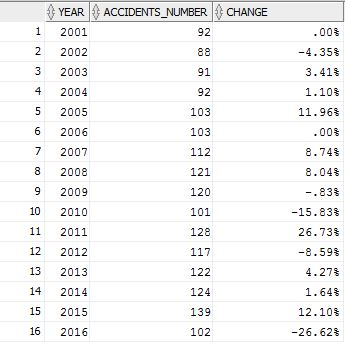 YEAR ACCIDENTS_NUMBER CHANGE
1 2001 92 .00%
2 2002 88 -4.35%
3 2003 91 3.41%
4 2004 92 1.10%
5 2005 103 11.96%
6 2006 103 .00%
7 2007 112 8.74%
8 2008 121 8.04%
9 2009 120 -.83%
10 2010 101 -15.83%
11 2011 128 26.73%
12 2012 117 -8.59%
13 2013 122 4.27%
14 2014 124 1.64%
15 2015 139 12.10%
16 2016 102 -26.62%